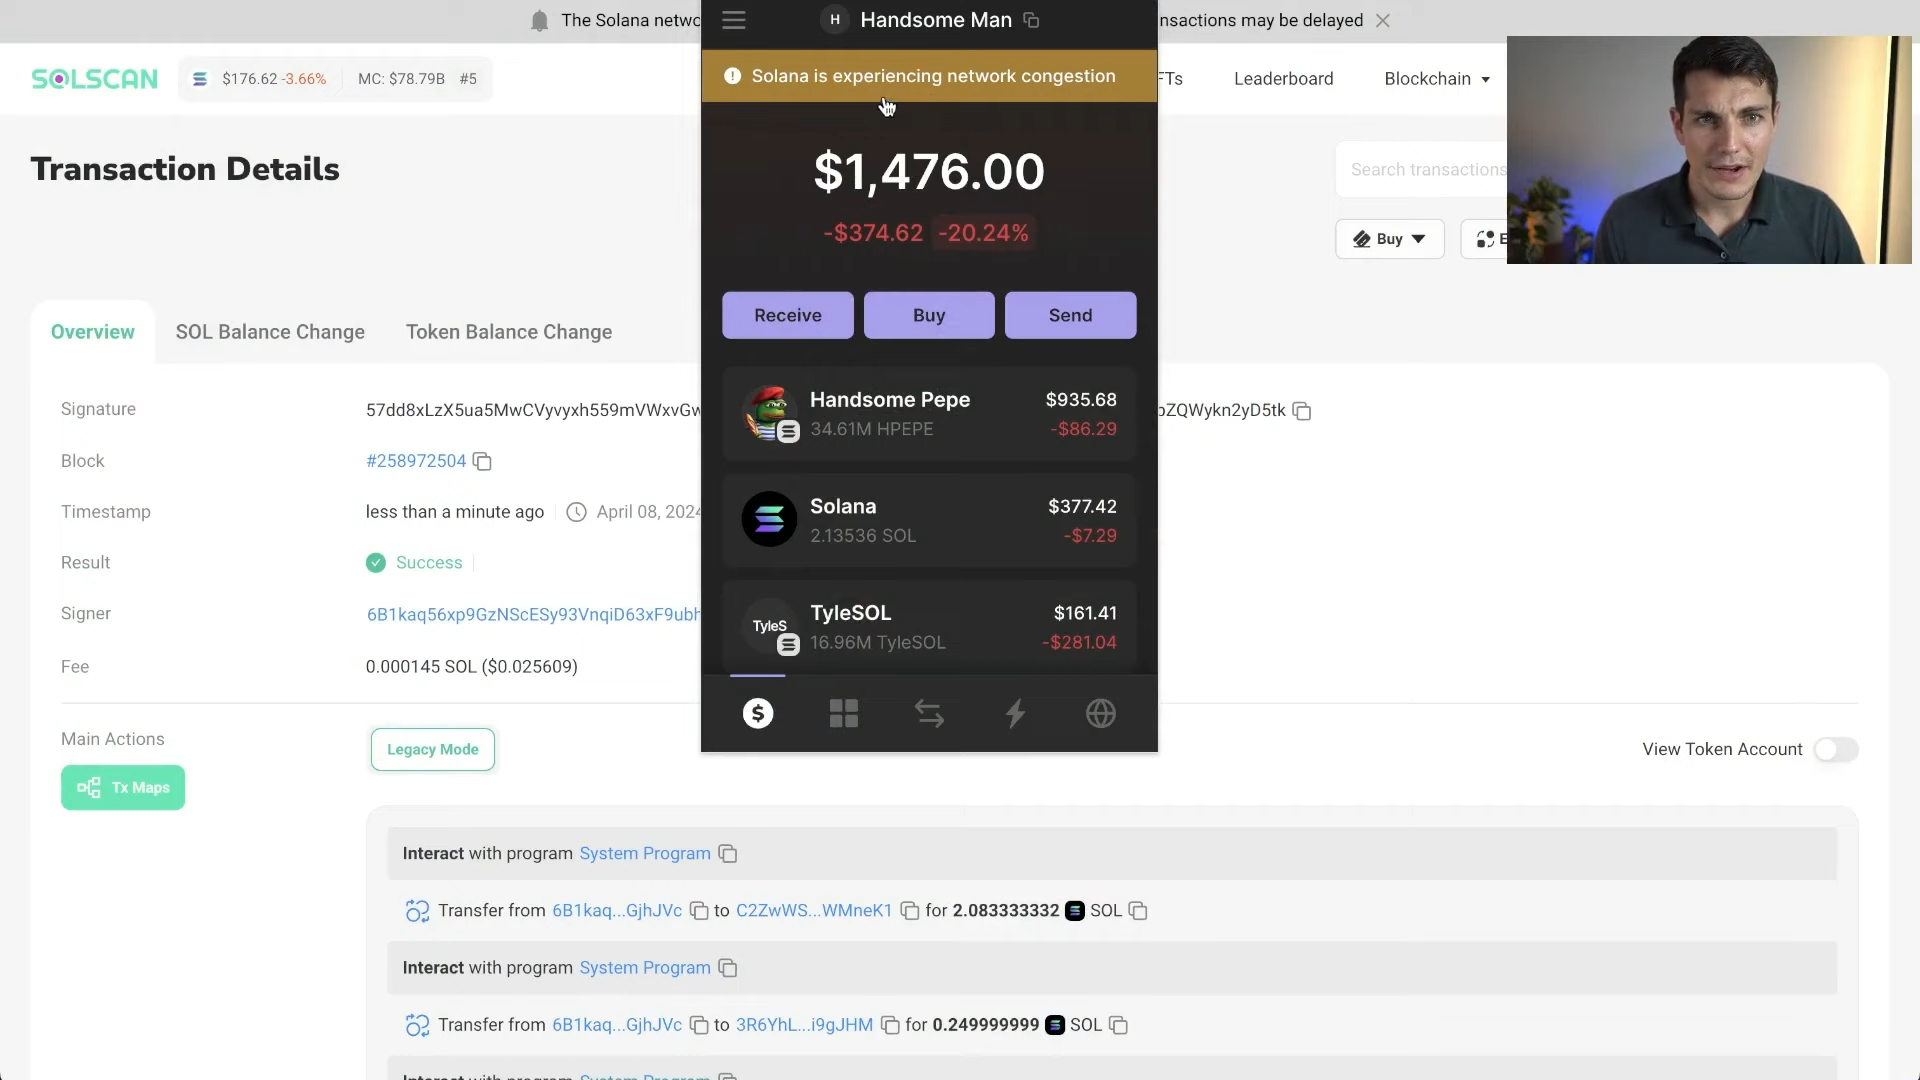 The Solana netwo
nsactions may be delayed
H Handsome Man
SOLSCAN
$176.62 -3.66%
MC: $78.79B
#5
FTs
Leaderboard
Blockchain
Solana is experiencing network congestion
Transaction Details
Search transactions
$1,476.00
-$374.62 -20.24%
Buy
E
Receive
Buy
Send
Overview
SOL Balance Change
Token Balance Change
Handsome Pepe
$935.68
34.61M HPEPE
-$86.29
Solana
$377.42
2.13536 SOL
-$7.29
TyleS
TyleSOL
$161.41
16.96M TyleSOL
-$281.04
$
Signature
57dd8xLzX5ua5MwCVyvyxh559mVWxvGw
ZQWykn2yD5tk
Block
#258972504
Timestamp
less than a minute ago
April 08, 2024
Result
Success
Signer
6B1kaq56xp9GzNScESy93VnqiD63xF9ubh
Fee
0.000145 SOL ($0.025609)
Main Actions
Legacy Mode
View Token Account
Tx Maps
Interact with program System Program
Transfer from 6B1kaq...GjhJVc to C2ZwWS...WMneK1 for 2.083333332 SOL
Interact with program System Program
Transfer from 6B1kaq...GjhJVc to 3R6YhL...i9gJHM for 0.249999999 SOL
Interact with program System Program